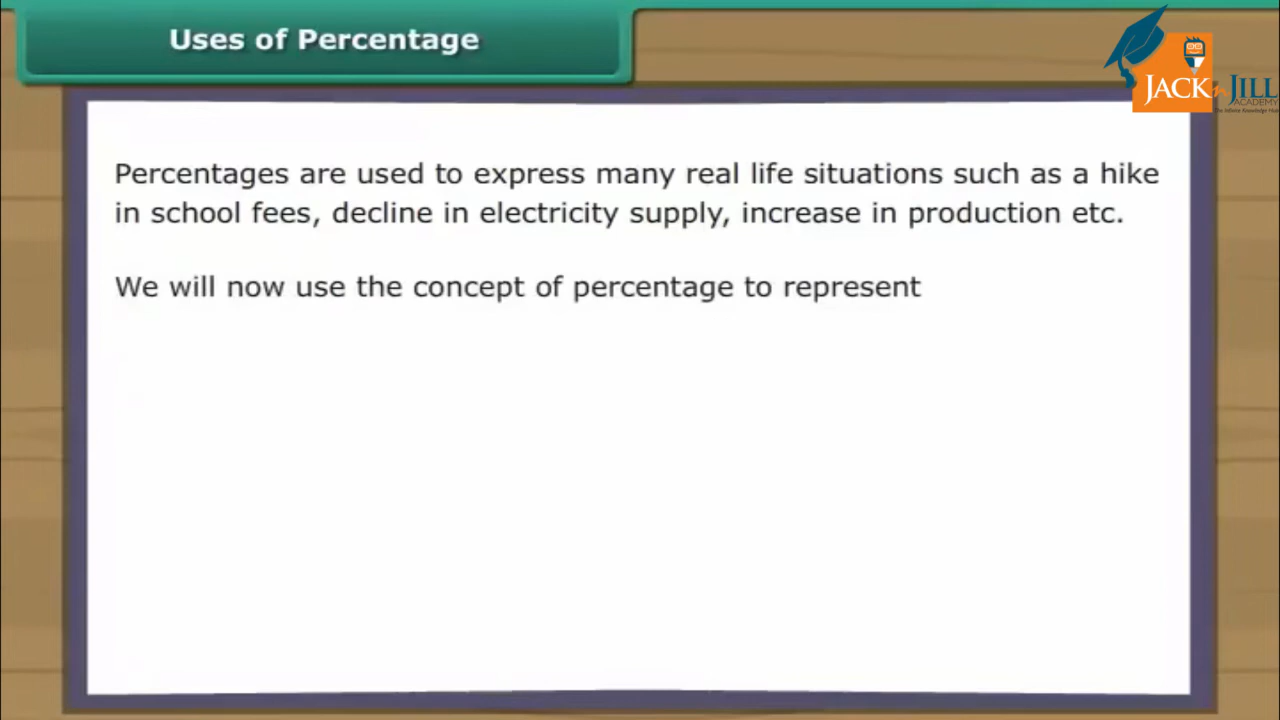 Uses of Percentage
JACK n JILL
ACADEMY
Percentages are used to express many real life situations such as a hike
in school fees, decline in electricity supply, increase in production etc.
We will now use the concept of percentage to represent